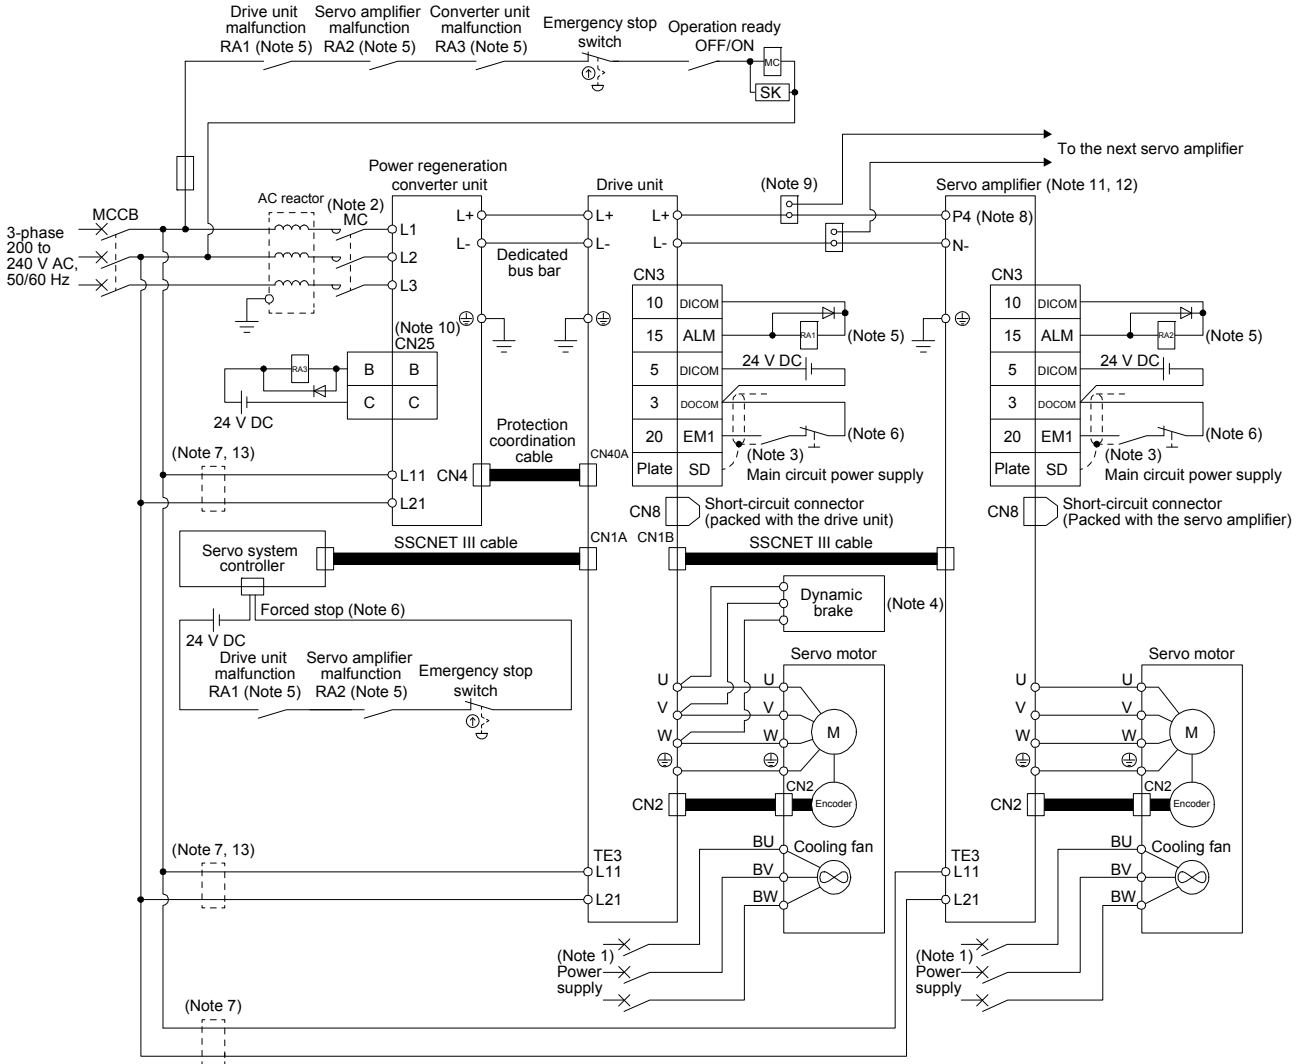 Drive unit
malfunction
RA1 (Note 5)
Servo amplifier
malfunction
RA2 (Note 5)
Converter unit
malfunction
RA3 (Note 5)
Emergency stop
switch
Operation ready
OFF/ON
MC
SK
To the next servo amplifier
Power regeneration
converter unit
Drive unit
(Note 9)
Servo amplifier (Note 11, 12)
AC reactor
(Note 2)
MC
MCCB
3-phase
200 to
240 V AC,
50/60 Hz
L1
L2
L3
L+
L-
L+
L-
Dedicated
bus bar
L+
L-
P4 (Note 8)
N-
(Note 10)
CN25
B
B
C
C
RA3
24 V DC
CN3
10
DICOM
15
ALM
5
DICOM
3
DOCOM
20
EM1
Plate
SD
RA1
(Note 5)
24 V DC
(Note 6)
(Note 3)
Main circuit power supply
CN3
10
DICOM
15
ALM
5
DICOM
3
DOCOM
20
EM1
Plate
SD
RA2
(Note 5)
24 V DC
(Note 6)
(Note 3)
Main circuit power supply
(Note 7, 13)
L11
L21
CN4
Protection
coordination
cable
CN40A
CN8
Short-circuit connector
(packed with the drive unit)
CN8
Short-circuit connector
(Packed with the servo amplifier)
Servo system
controller
SSCNET III cable
CN1A
CN1B
SSCNET III cable
Forced stop (Note 6)
24 V DC
Drive unit
malfunction
RA1 (Note 5)
Servo amplifier
malfunction
RA2 (Note 5)
Emergency stop
switch
Dynamic
brake
(Note 4)
Servo motor
U
V
W
U
V
W
M
CN2
CN2
Encoder
BU
BV
BW
Cooling fan
Servo motor
U
V
W
U
V
W
M
CN2
CN2
Encoder
BU
BV
BW
Cooling fan
(Note 7, 13)
TE3
L11
L21
TE3
L11
L21
(Note 1)
Power
supply
(Note 1)
Power
supply
(Note 7)